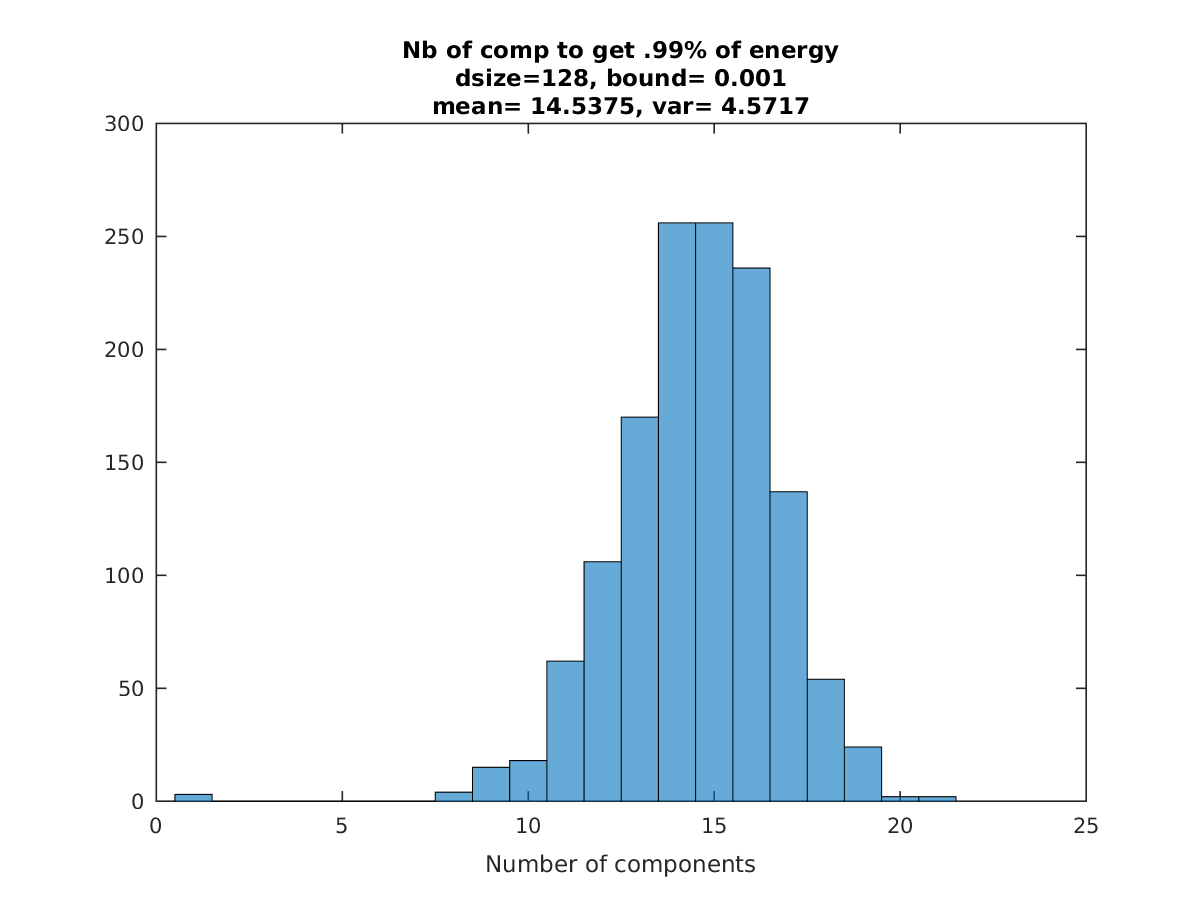 Nb of comp to get .99% of energy
dsize=128, bound= 0.001
mean= 14.5375, var= 4.5717
300
250
200
150
100
50
0
0 5 10 15 20 25
Number of components